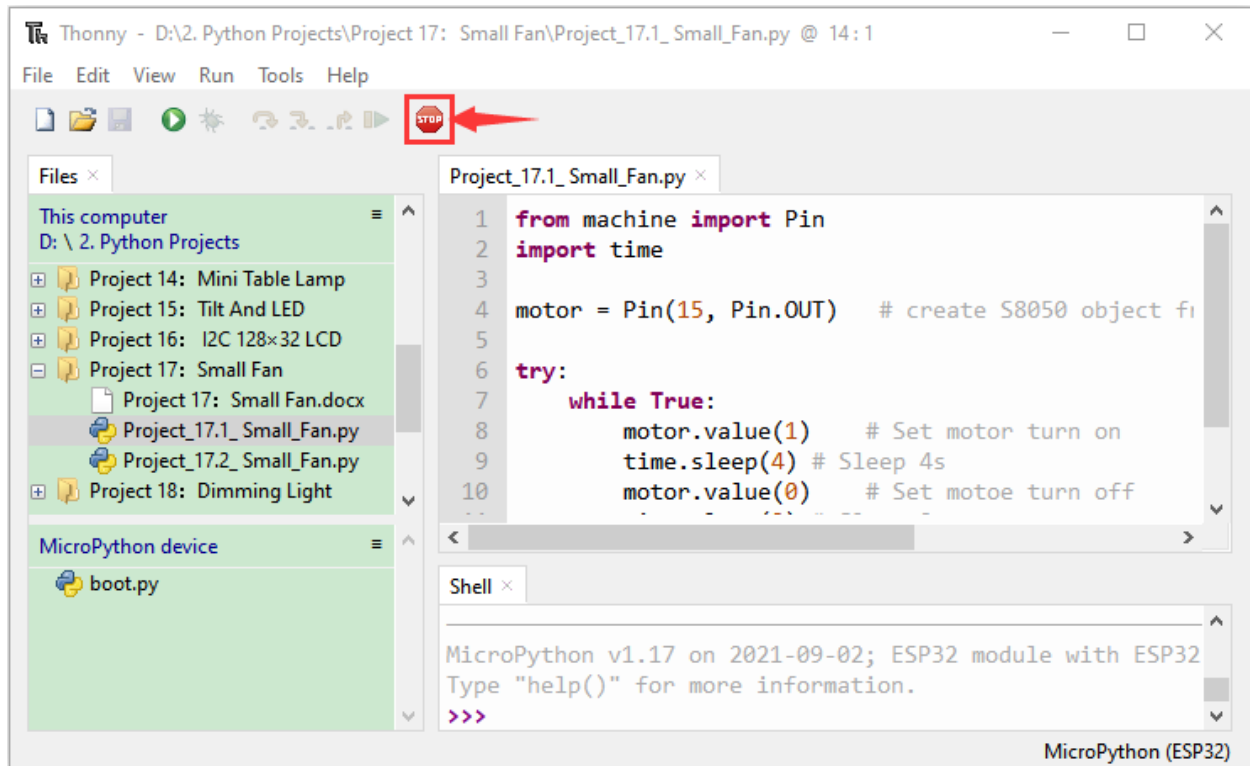 Thonny - D:\2. Python Projects\Project 17: Small Fan\Project_17.1_ Small_Fan.py @ 14:1
File Edit View Run Tools Help
STOP
Files
This computer
D: \ 2. Python Projects
Project 14: Mini Table Lamp
Project 15: Tilt And LED
Project 16: I2C 128×32 LCD
Project 17: Small Fan
Project 17: Small Fan.docx
Project_17.1_ Small_Fan.py
Project_17.2_ Small_Fan.py
Project 18: Dimming Light
MicroPython device
boot.py
Project_17.1_ Small_Fan.py
1 from machine import Pin
2 import time
3
4 motor = Pin(15, Pin.OUT) # create S8050 object
5
6 try:
7 while True:
8 motor.value(1) # Set motor turn on
9 time.sleep(4) # Sleep 4s
10 motor.value(0) # Set motoe turn off
Shell
MicroPython v1.17 on 2021-09-02; ESP32 module with ESP32
Type "help()" for more information.
>>>
MicroPython (ESP32)